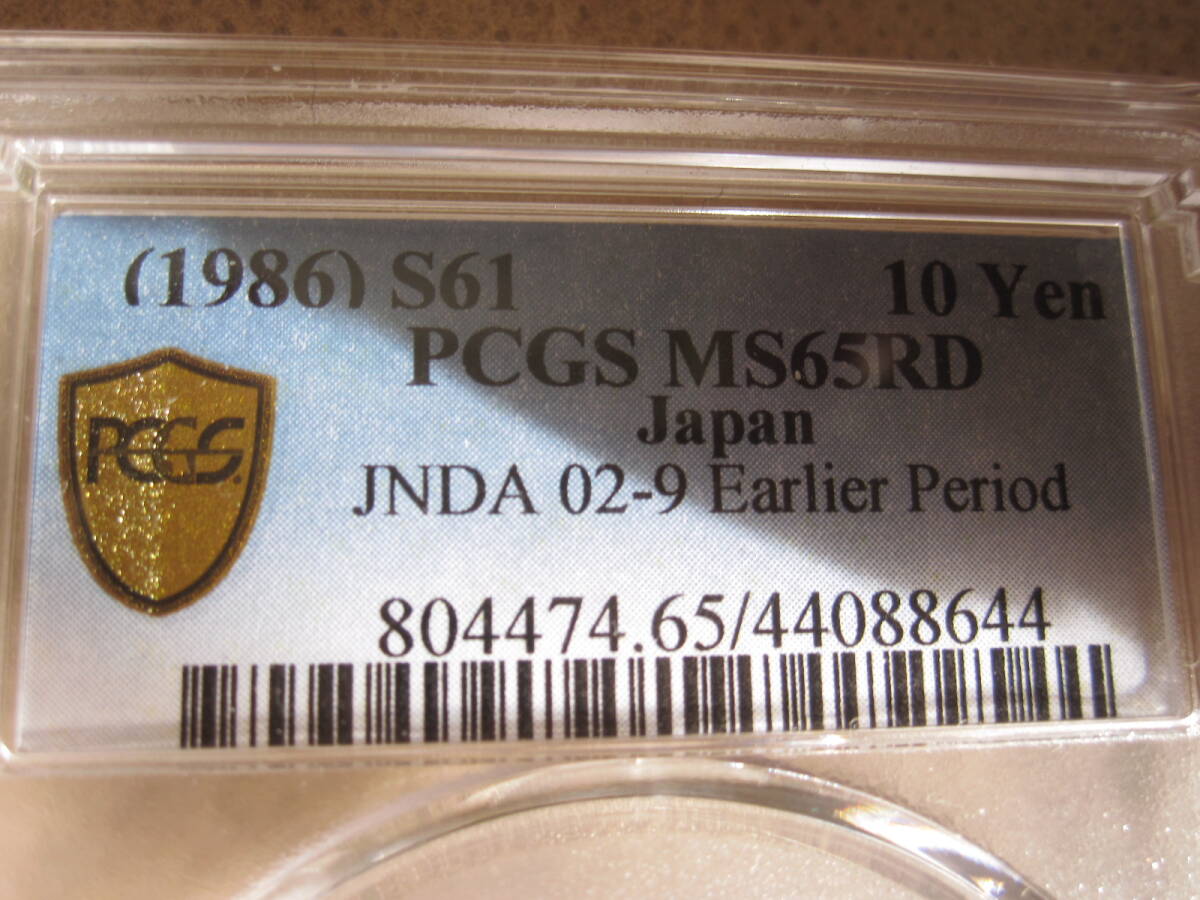 (1986) S61 10 Yen
PCGS MS65RD
Japan
JNDA 02-9 Earlier Period
PCGS
804474.65/44088644